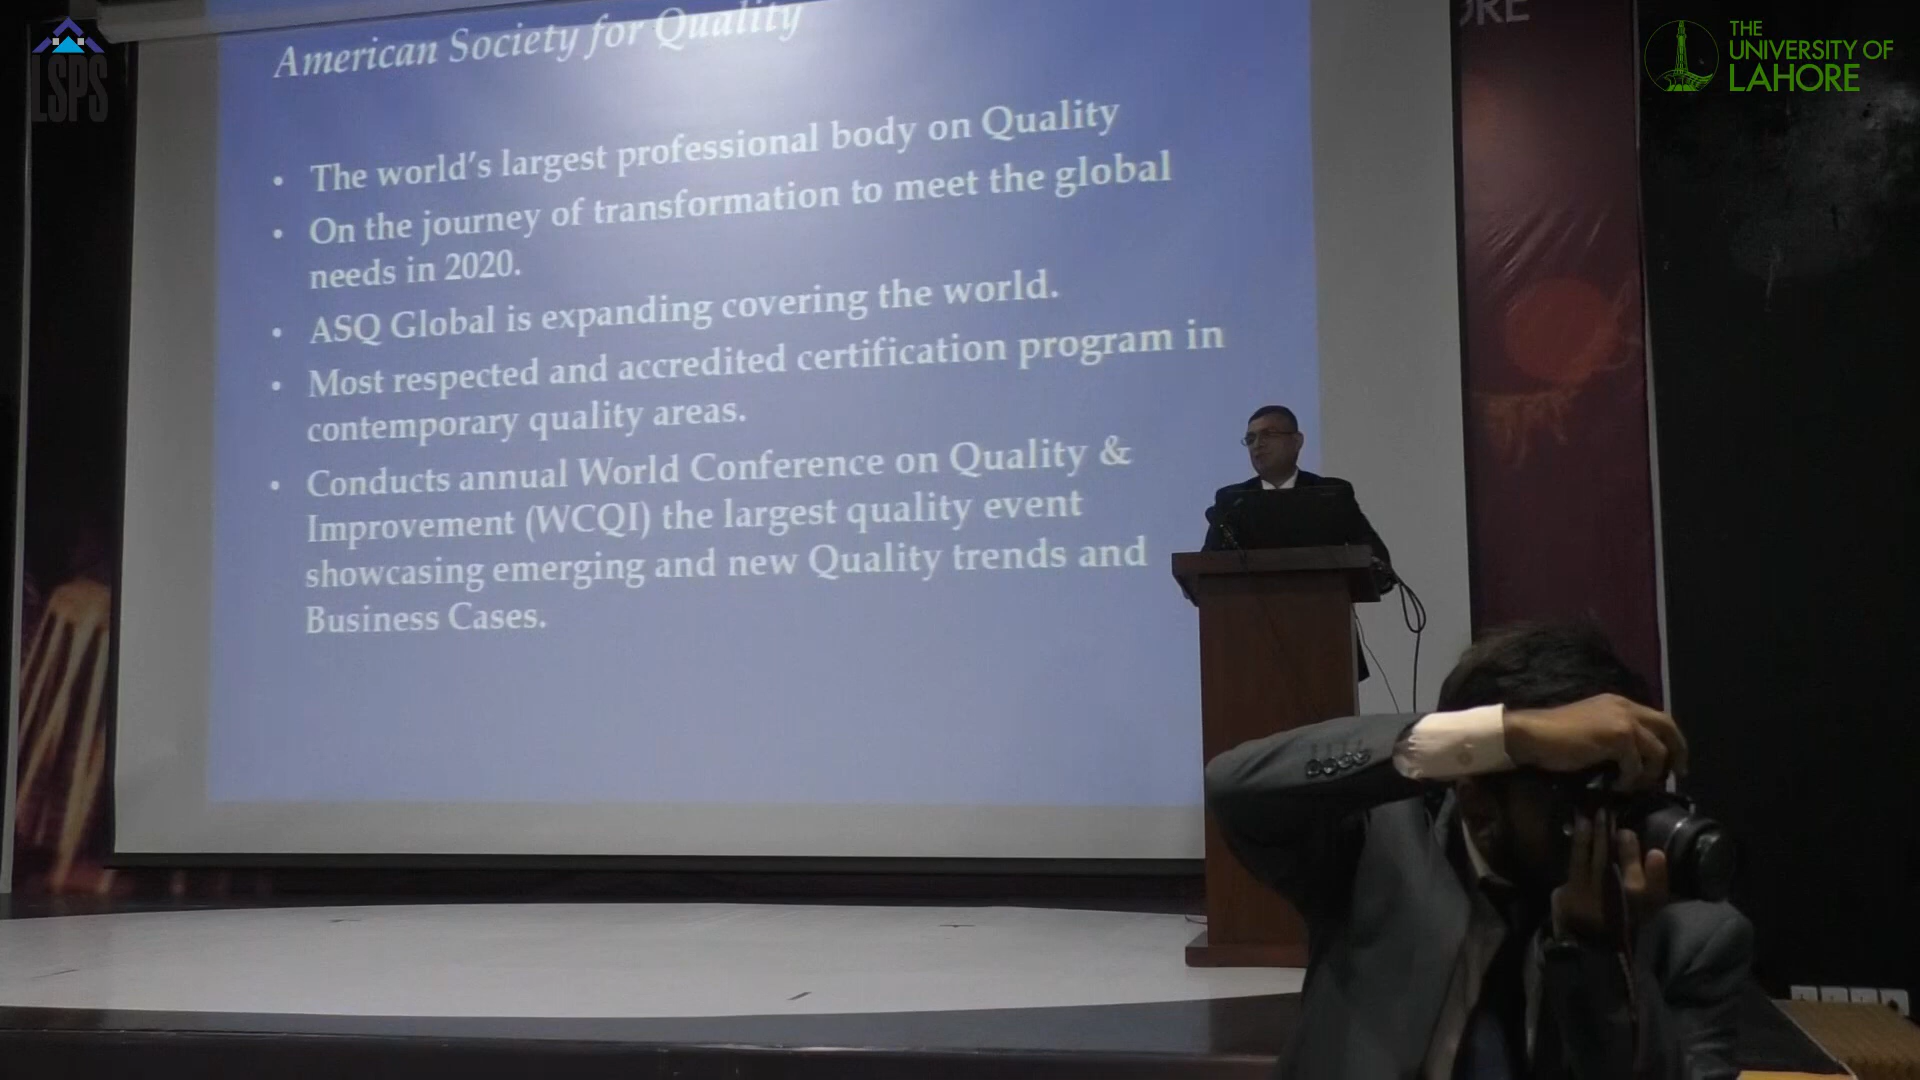 LSPS
ORE
THE
UNIVERSITY OF
LAHORE
American Society for Quality
• The world's largest professional body on Quality
• On the journey of transformation to meet the global
needs in 2020.
• ASQ Global is expanding covering the world.
• Most respected and accredited certification program in
contemporary quality areas.
• Conducts annual World Conference on Quality &
Improvement (WCQI) the largest quality event
showcasing emerging and new Quality trends and
Business Cases.